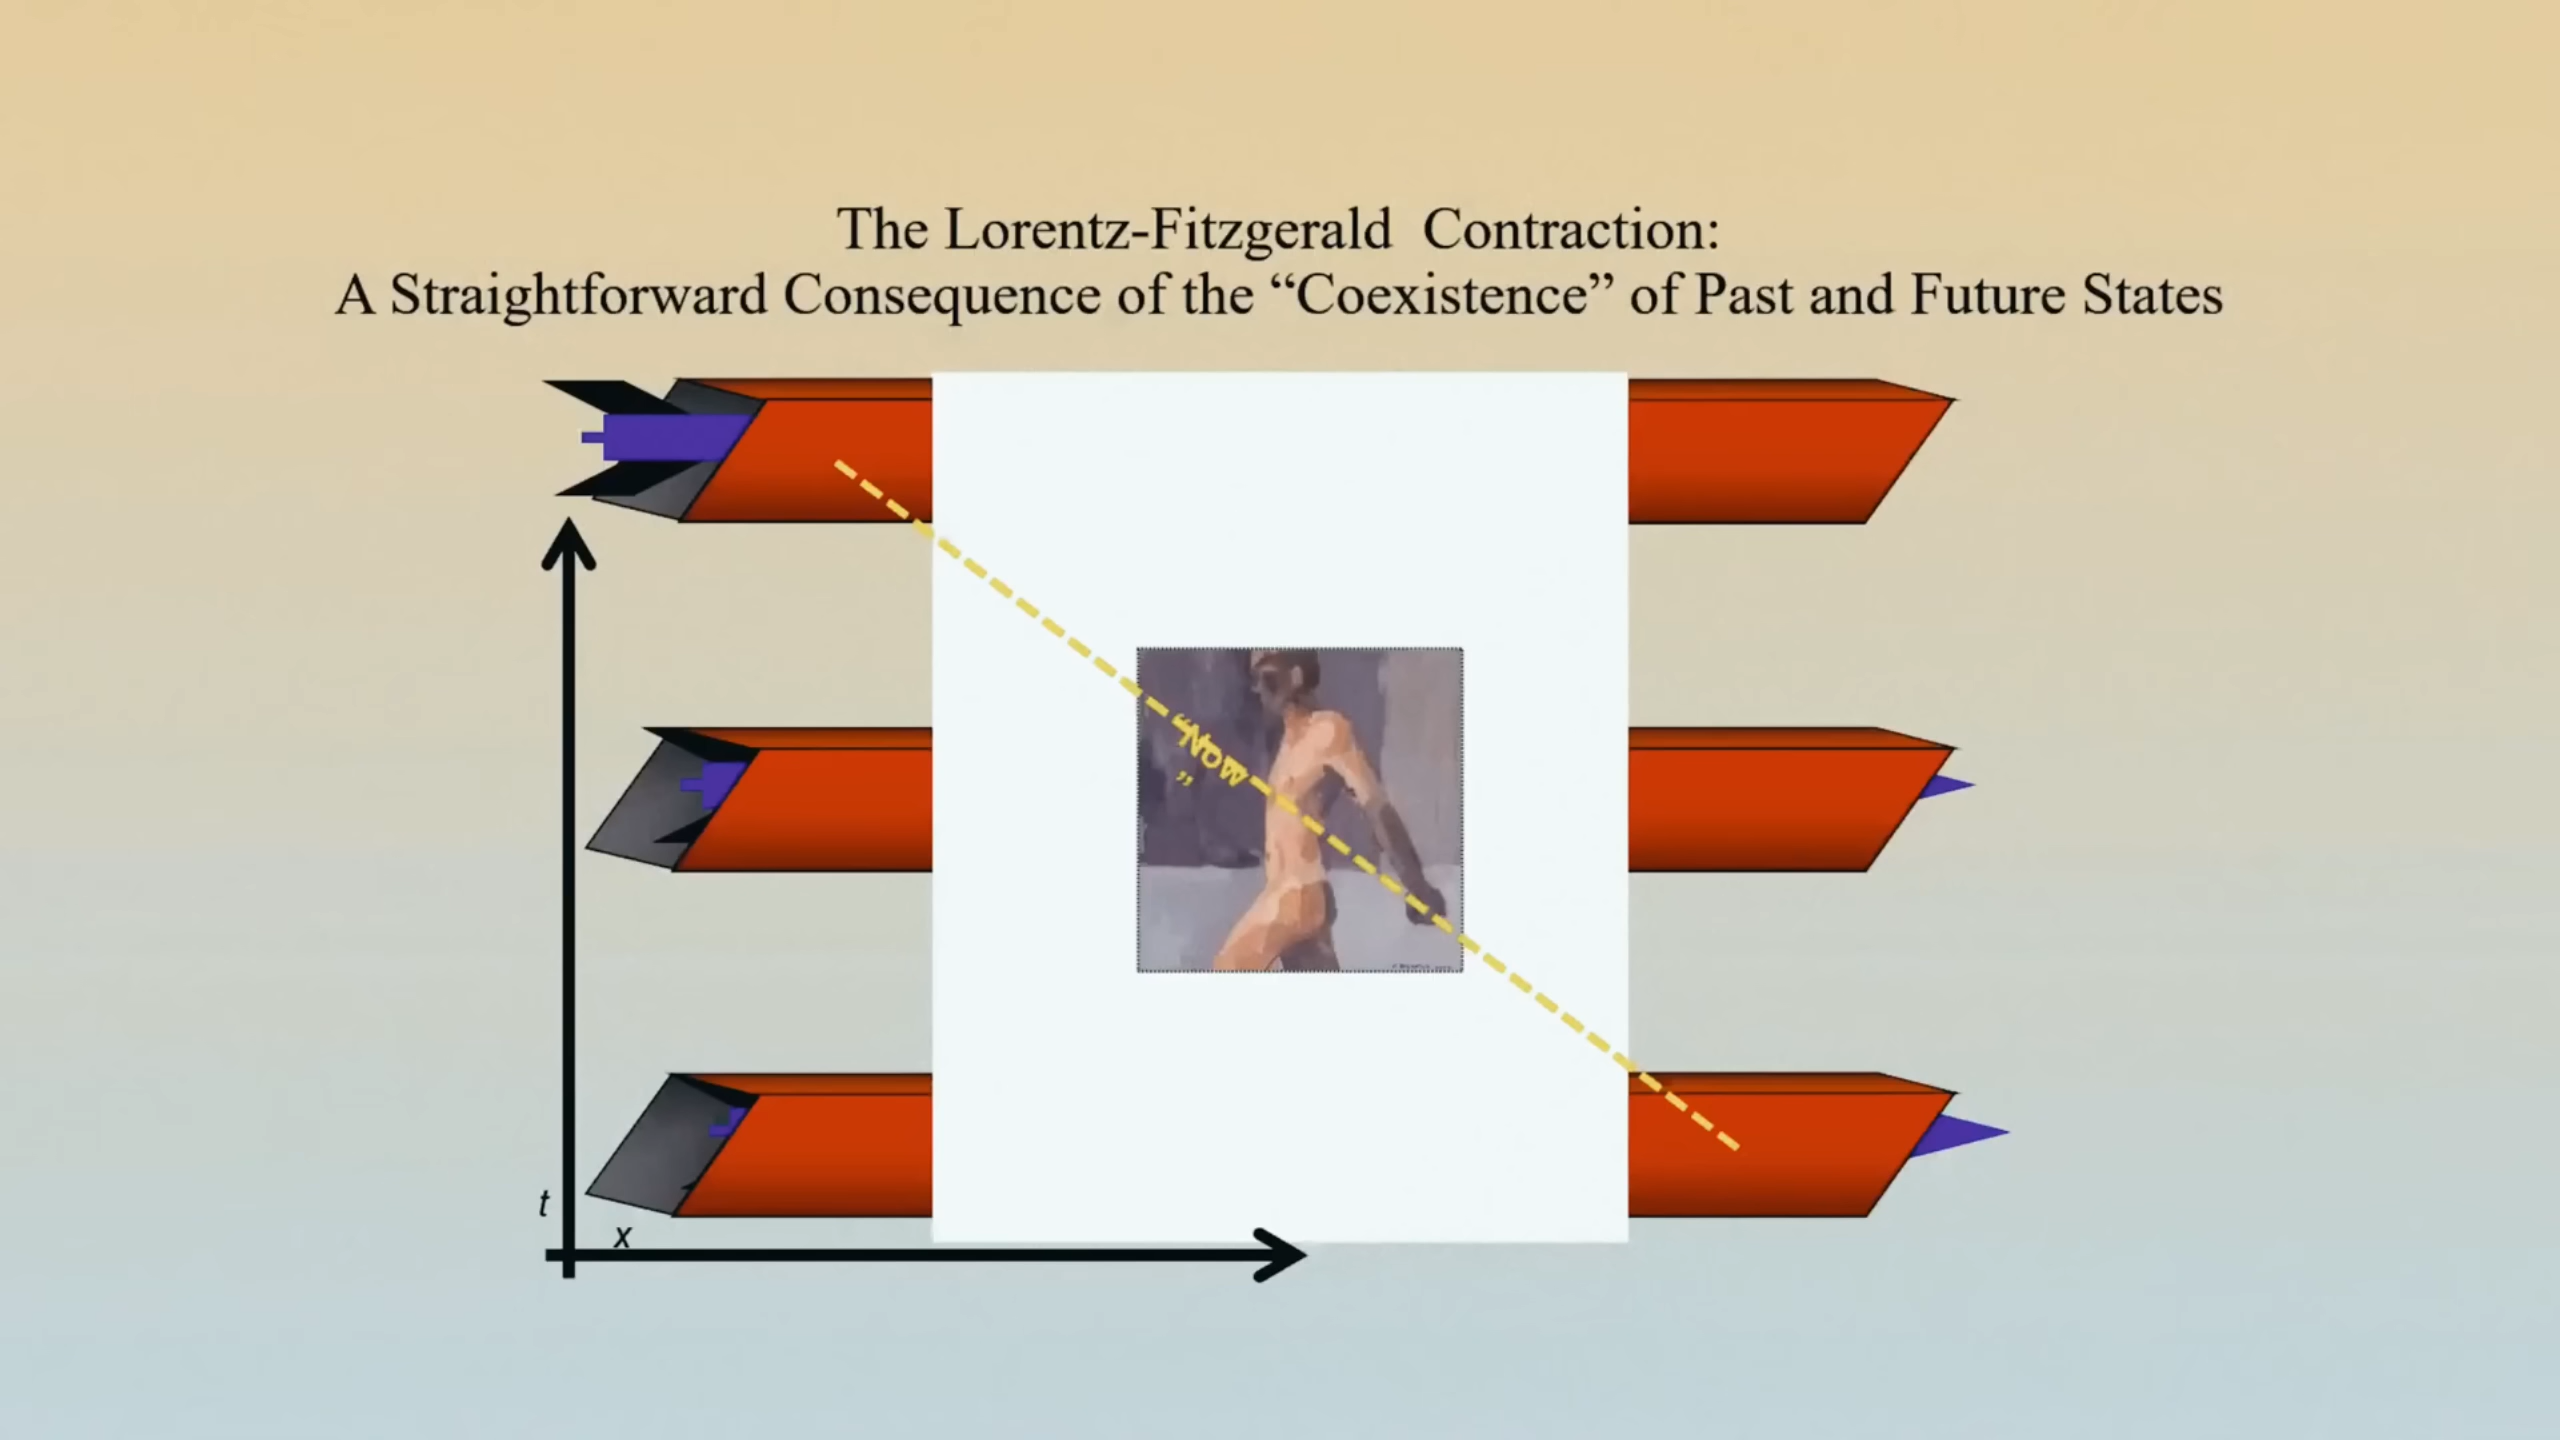 The Lorentz-Fitzgerald Contraction:
A Straightforward Consequence of the “Coexistence” of Past and Future States
“Now
”
t
x